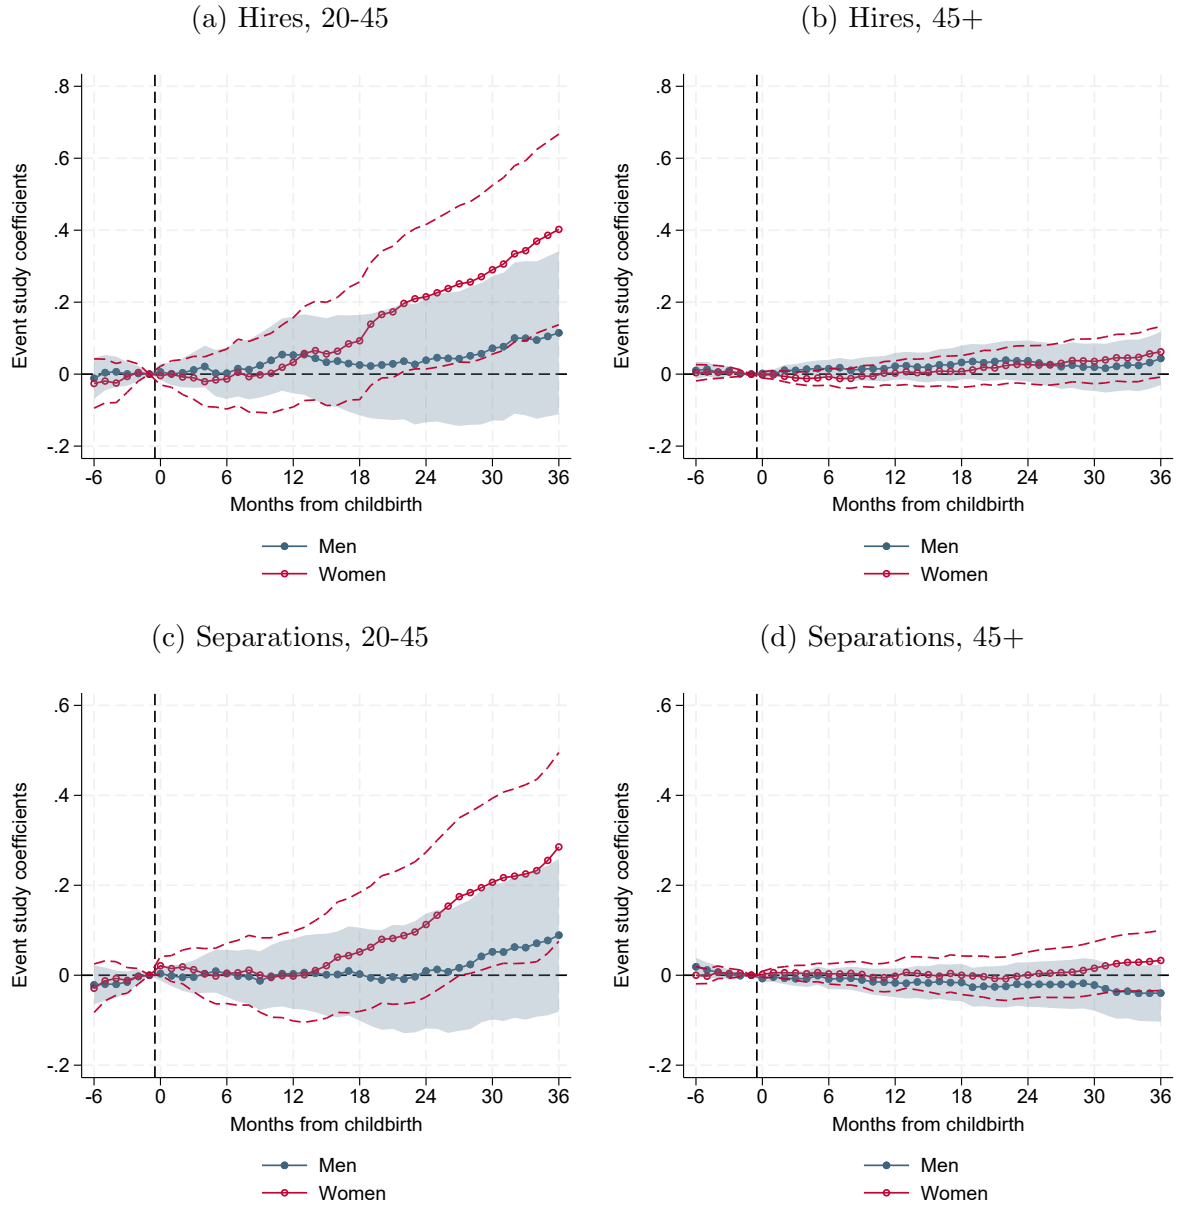 (a) Hires, 20-45
Event study coefficients
.8
.6
.4
.2
0
-.2
-6 0 6 12 18 24 30 36
Months from childbirth
Men
Women
(b) Hires, 45+
Event study coefficients
.8
.6
.4
.2
0
-.2
-6 0 6 12 18 24 30 36
Months from childbirth
Men
Women
(c) Separations, 20-45
Event study coefficients
.6
.4
.2
0
-.2
-6 0 6 12 18 24 30 36
Months from childbirth
Men
Women
(d) Separations, 45+
Event study coefficients
.6
.4
.2
0
-.2
-6 0 6 12 18 24 30 36
Months from childbirth
Men
Women